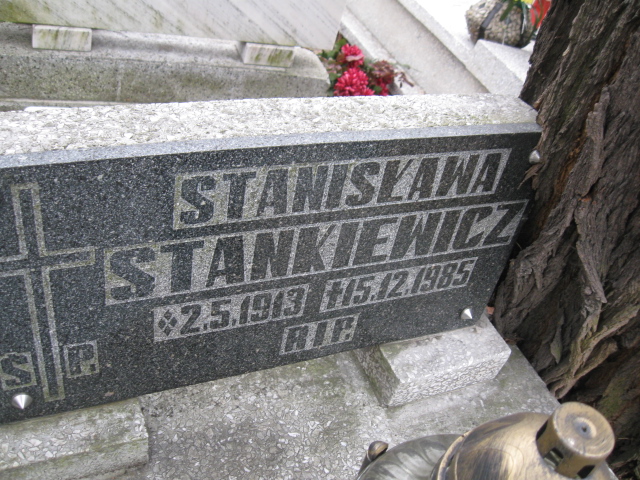 STANISŁAWA
STANKIEWICZ
❖2.5.1913 †15.12.1985
R.I.P.
Ś P.